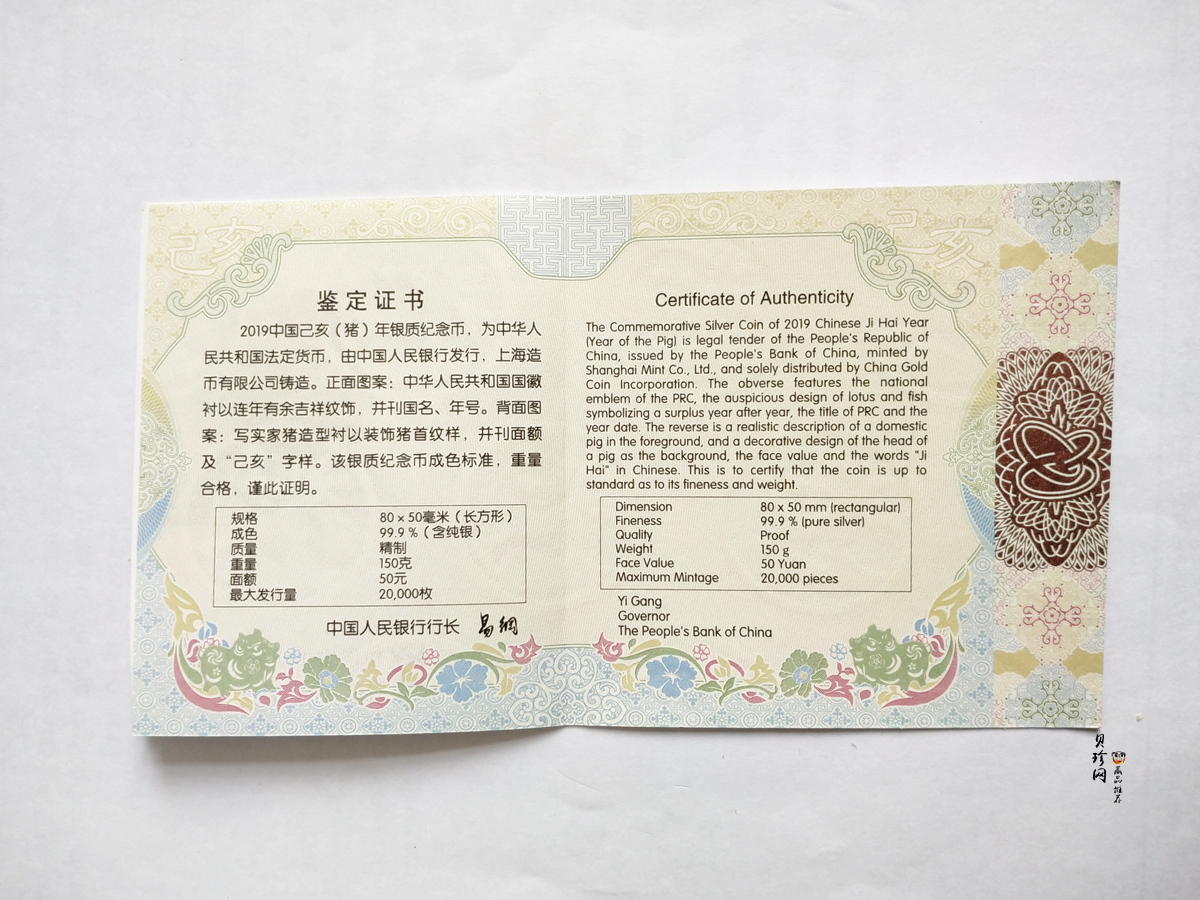 己亥
己亥
鉴定证书
2019中国己亥（猪）年银质纪念币，为中华人
民共和国法定货币，由中国人民银行发行，上海造
币有限公司铸造。正面图案：中华人民共和国国徽
衬以连年有余吉祥纹饰，并刊国名、年号。背面图
案：写实家猪造型衬以装饰猪首纹样，并刊面额
及“己亥”字样。该银质纪念币成色标准，重量
合格，谨此证明。
规格 80×50毫米（长方形）
成色 99.9％（含纯银）
质量 精制
重量 150克
面额 50元
最大发行量 20,000枚
中国人民银行行长 易纲
Certificate of Authenticity
The Commemorative Silver Coin of 2019 Chinese Ji Hai Year
(Year of the Pig) is legal tender of the People's Republic of
China, issued by the People's Bank of China, minted by
Shanghai Mint Co., Ltd., and solely distributed by China Gold
Coin Incorporation. The obverse features the national
emblem of the PRC, the auspicious design of lotus and fish
symbolizing a surplus year after year, the title of PRC and the
year date. The reverse is a realistic description of a domestic
pig in the foreground, and a decorative design of the head of
a pig as the background, the face value and the words "Ji
Hai" in Chinese. This is to certify that the coin is up to
standard as to its fineness and weight.
Dimension 80 x 50 mm (rectangular)
Fineness 99.9 % (pure silver)
Quality Proof
Weight 150 g
Face Value 50 Yuan
Maximum Mintage 20,000 pieces
Yi Gang
Governor
The People's Bank of China
贝珍网
藏品推荐